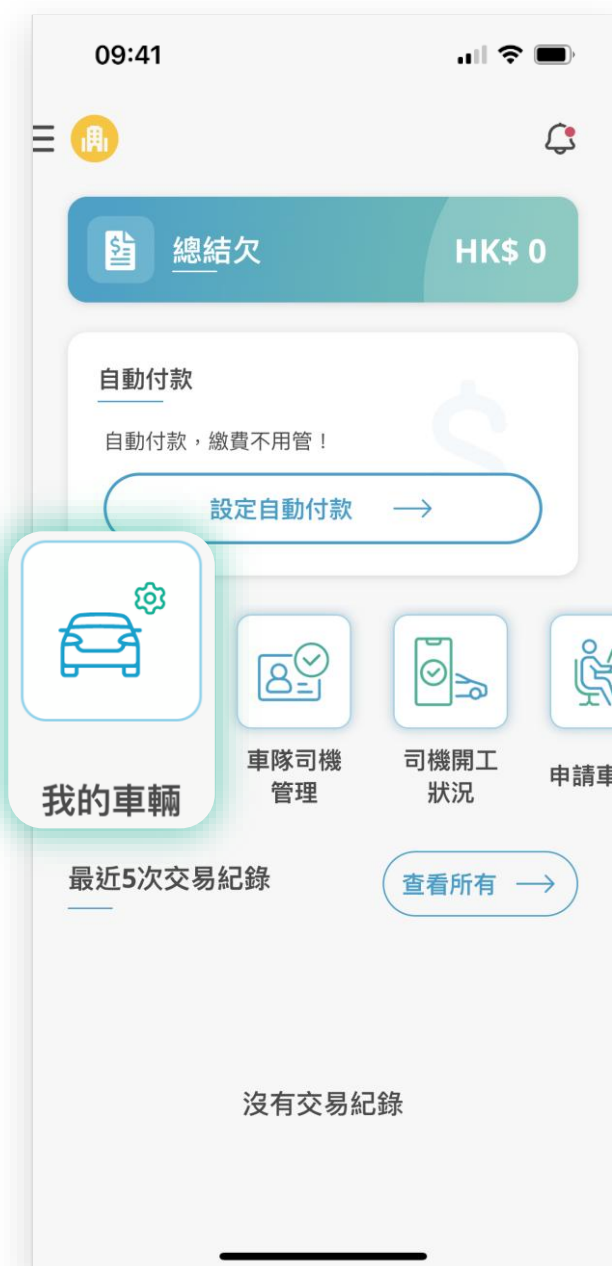 09:41
總結欠
HK$ 0
自動付款
自動付款，繳費不用管！
設定自動付款
我的車輛
車隊司機
管理
司機開工
狀況
申請車
最近5次交易紀錄
查看所有
沒有交易紀錄